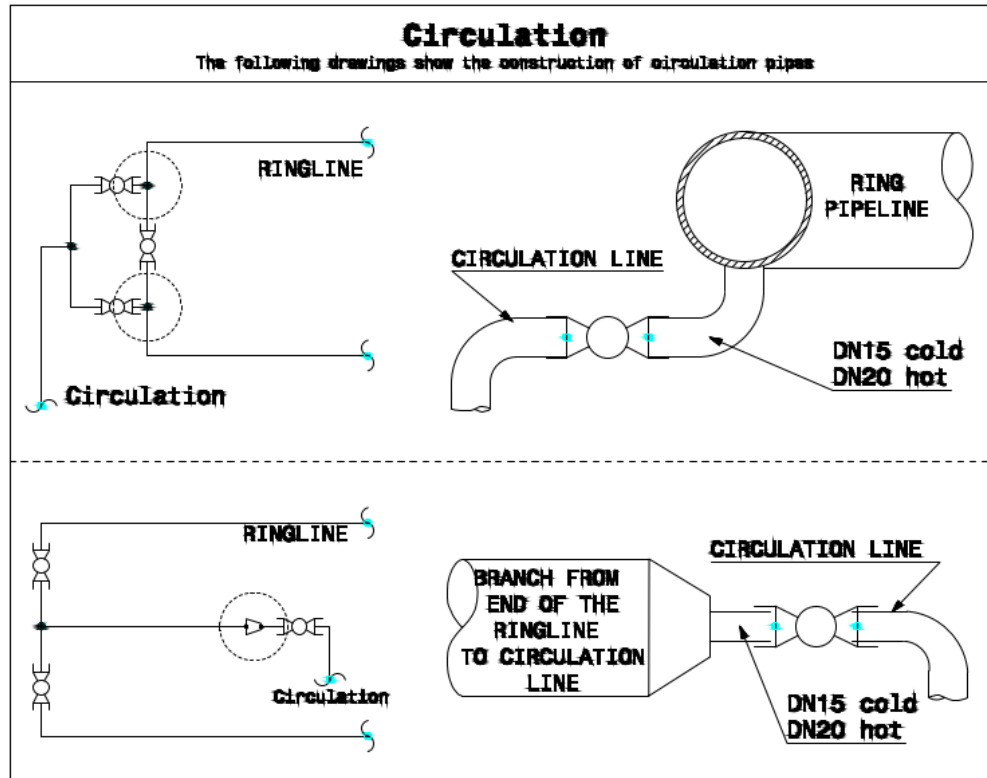 Circulation
The following drawings show the construction of circulation pipes
RINGLINE
Circulation
RING
PIPELINE
CIRCULATION LINE
DN15 cold
DN20 hot
RINGLINE
Circulation
CIRCULATION LINE
BRANCH FROM
END OF THE
RINGLINE
TO CIRCULATION
LINE
DN15 cold
DN20 hot